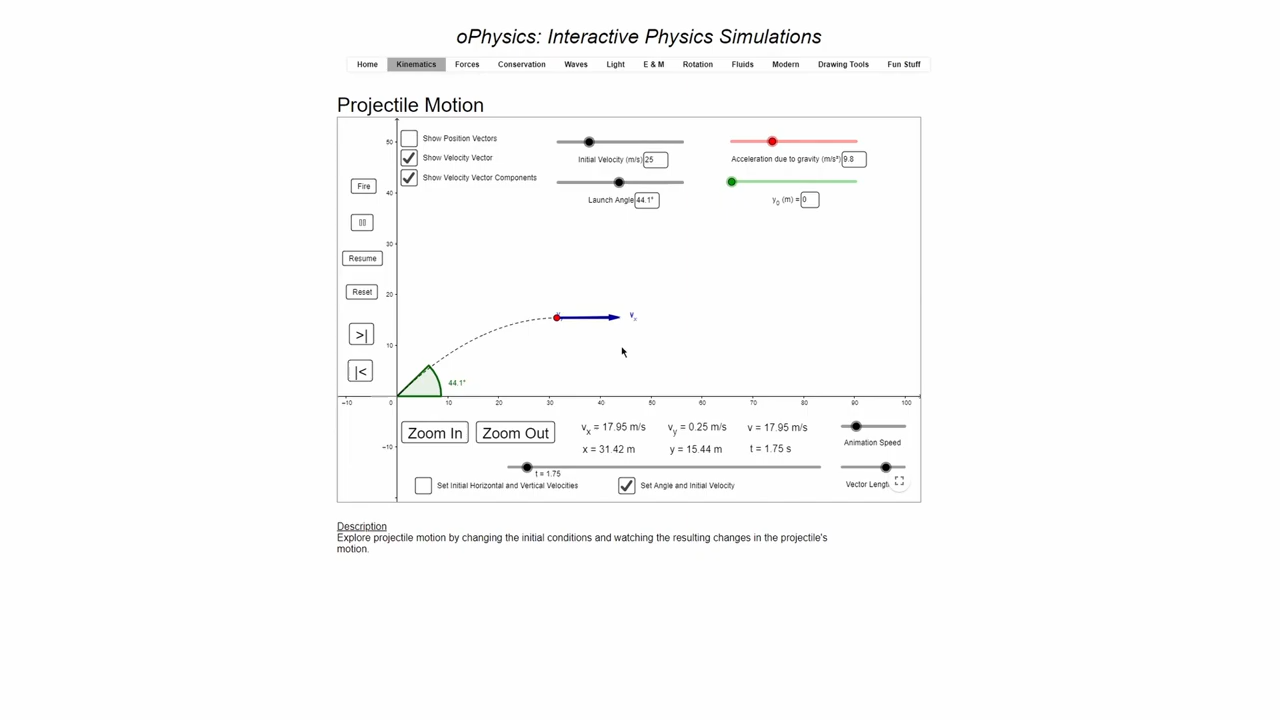 oPhysics: Interactive Physics Simulations
Home Kinematics Forces Conservation Waves Light E & M Rotation Fluids Modern Drawing Tools Fun Stuff
Projectile Motion
Show Position Vectors
Show Velocity Vector
Show Velocity Vector Components
Initial Velocity (m/s) 25
Launch Angle 44.1°
Acceleration due to gravity (m/s²) 9.8
y0 (m) = 0
Fire
Resume
Reset
>|
|<
50
40
30
20
10
-10
vx
44.1°
-10 0 10 20 30 40 50 60 70 80 90 100
Zoom In Zoom Out
vx = 17.95 m/s vy = 0.25 m/s v = 17.95 m/s
x = 31.42 m y = 15.44 m t = 1.75 s
Animation Speed
t = 1.75
Set Initial Horizontal and Vertical Velocities
Set Angle and Initial Velocity
Vector Lengt
Description
Explore projectile motion by changing the initial conditions and watching the resulting changes in the projectile's
motion.